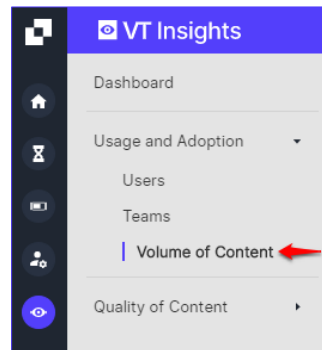 VT Insights
Dashboard
Usage and Adoption
Users
Teams
Volume of Content
Quality of Content